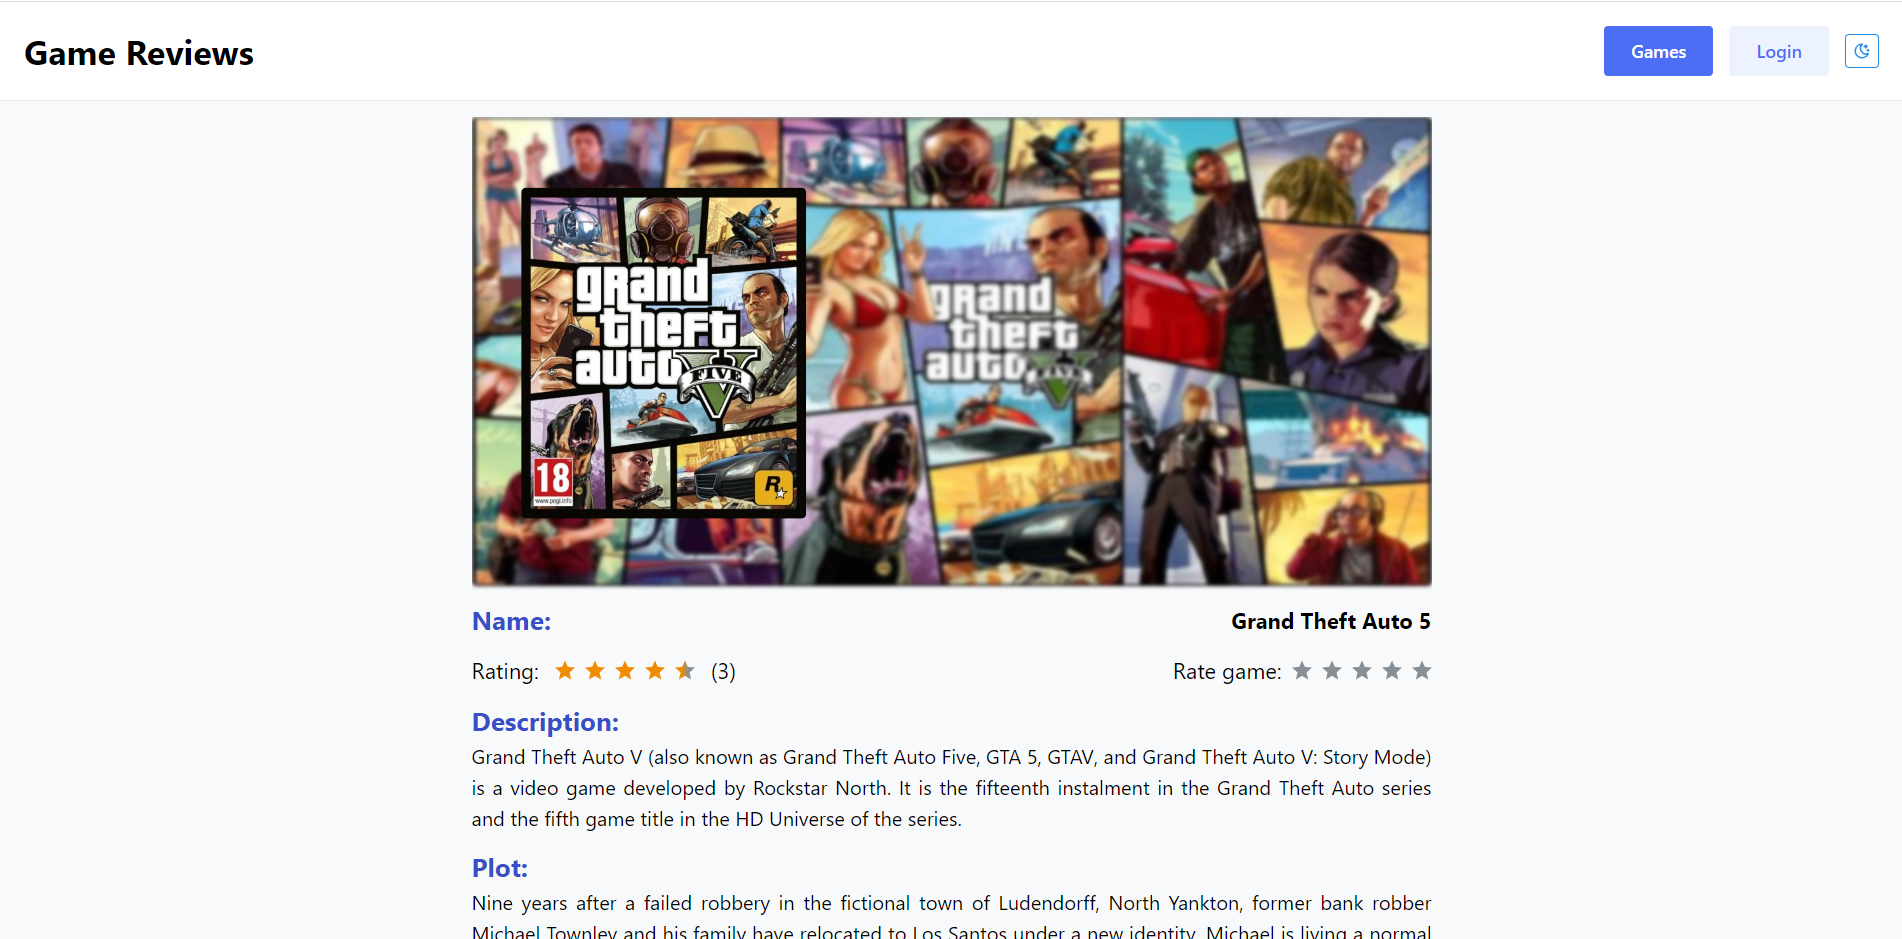 Game Reviews
Games
Login
grand
theft
auto
FIVE
18
www.pegi.info
R
grand
theft
auto
FIVE
Name:
Grand Theft Auto 5
Rating:
(3)
Rate game:
Description:
Grand Theft Auto V (also known as Grand Theft Auto Five, GTA 5, GTAV, and Grand Theft Auto V: Story Mode)
is a video game developed by Rockstar North. It is the fifteenth instalment in the Grand Theft Auto series
and the fifth game title in the HD Universe of the series.
Plot:
Nine years after a failed robbery in the fictional town of Ludendorff, North Yankton, former bank robber
Michael Townley and his family have relocated to Los Santos under a new identity. Michael is living a normal